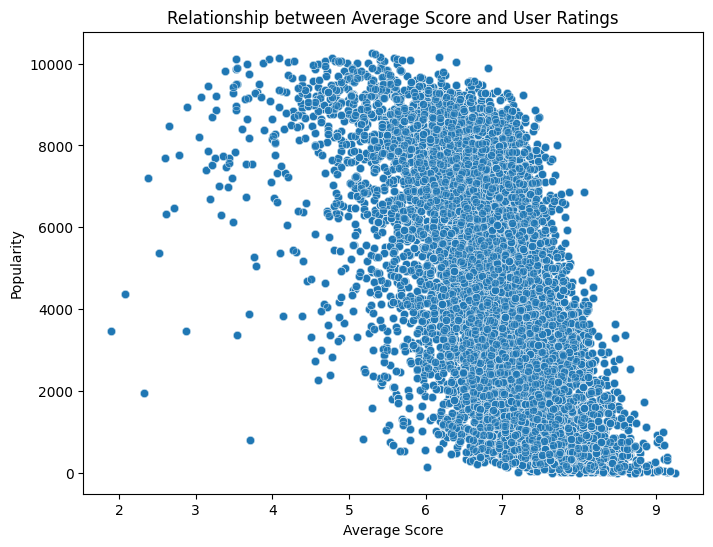 Relationship between Average Score and User Ratings
Popularity
10000
8000
6000
4000
2000
0
2 3 4 5 6 7 8 9
Average Score